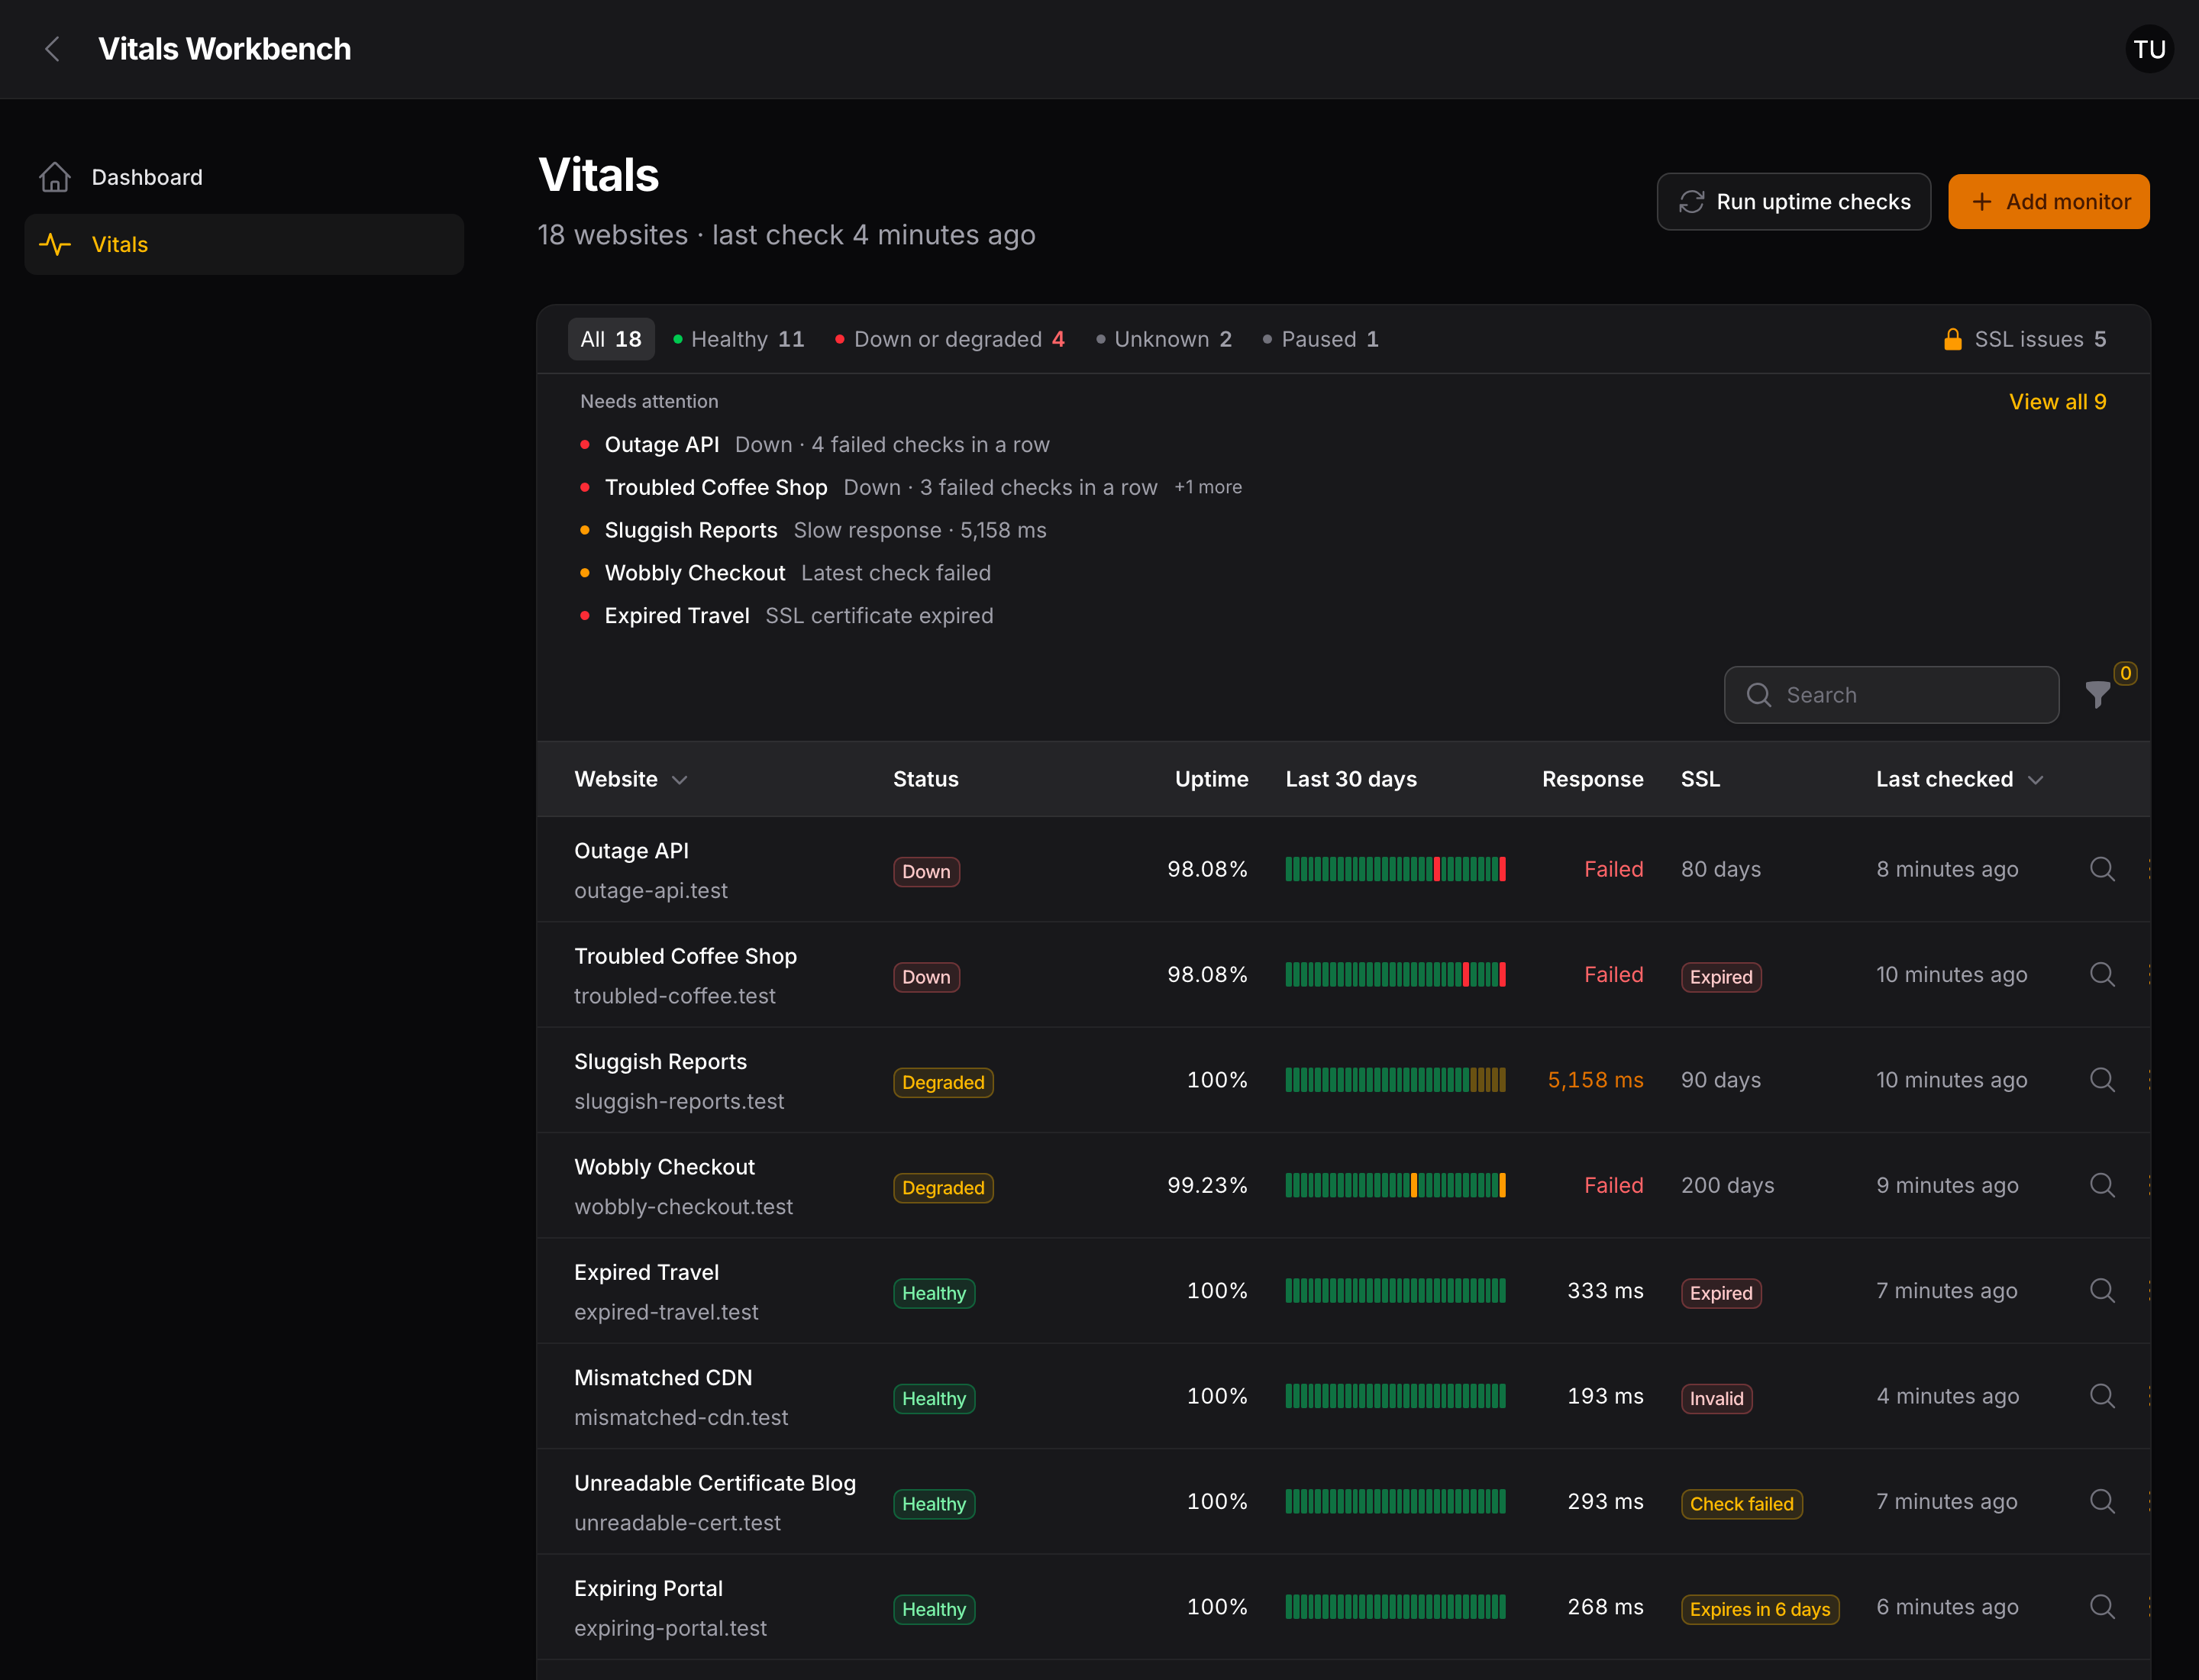 Vitals Workbench
TU
Dashboard
Vitals
Vitals
18 websites · last check 4 minutes ago
Run uptime checks
Add monitor
All 18
Healthy 11
Down or degraded 4
Unknown 2
Paused 1
SSL issues 5
Needs attention
View all 9
Outage API Down · 4 failed checks in a row
Troubled Coffee Shop Down · 3 failed checks in a row +1 more
Sluggish Reports Slow response · 5,158 ms
Wobbly Checkout Latest check failed
Expired Travel SSL certificate expired
Search
0
Website Status Uptime Last 30 days Response SSL Last checked
Outage API
outage-api.test
Down 98.08% Failed 80 days 8 minutes ago
Troubled Coffee Shop
troubled-coffee.test
Down 98.08% Failed Expired 10 minutes ago
Sluggish Reports
sluggish-reports.test
Degraded 100% 5,158 ms 90 days 10 minutes ago
Wobbly Checkout
wobbly-checkout.test
Degraded 99.23% Failed 200 days 9 minutes ago
Expired Travel
expired-travel.test
Healthy 100% 333 ms Expired 7 minutes ago
Mismatched CDN
mismatched-cdn.test
Healthy 100% 193 ms Invalid 4 minutes ago
Unreadable Certificate Blog
unreadable-cert.test
Healthy 100% 293 ms Check failed 7 minutes ago
Expiring Portal
expiring-portal.test
Healthy 100% 268 ms Expires in 6 days 6 minutes ago